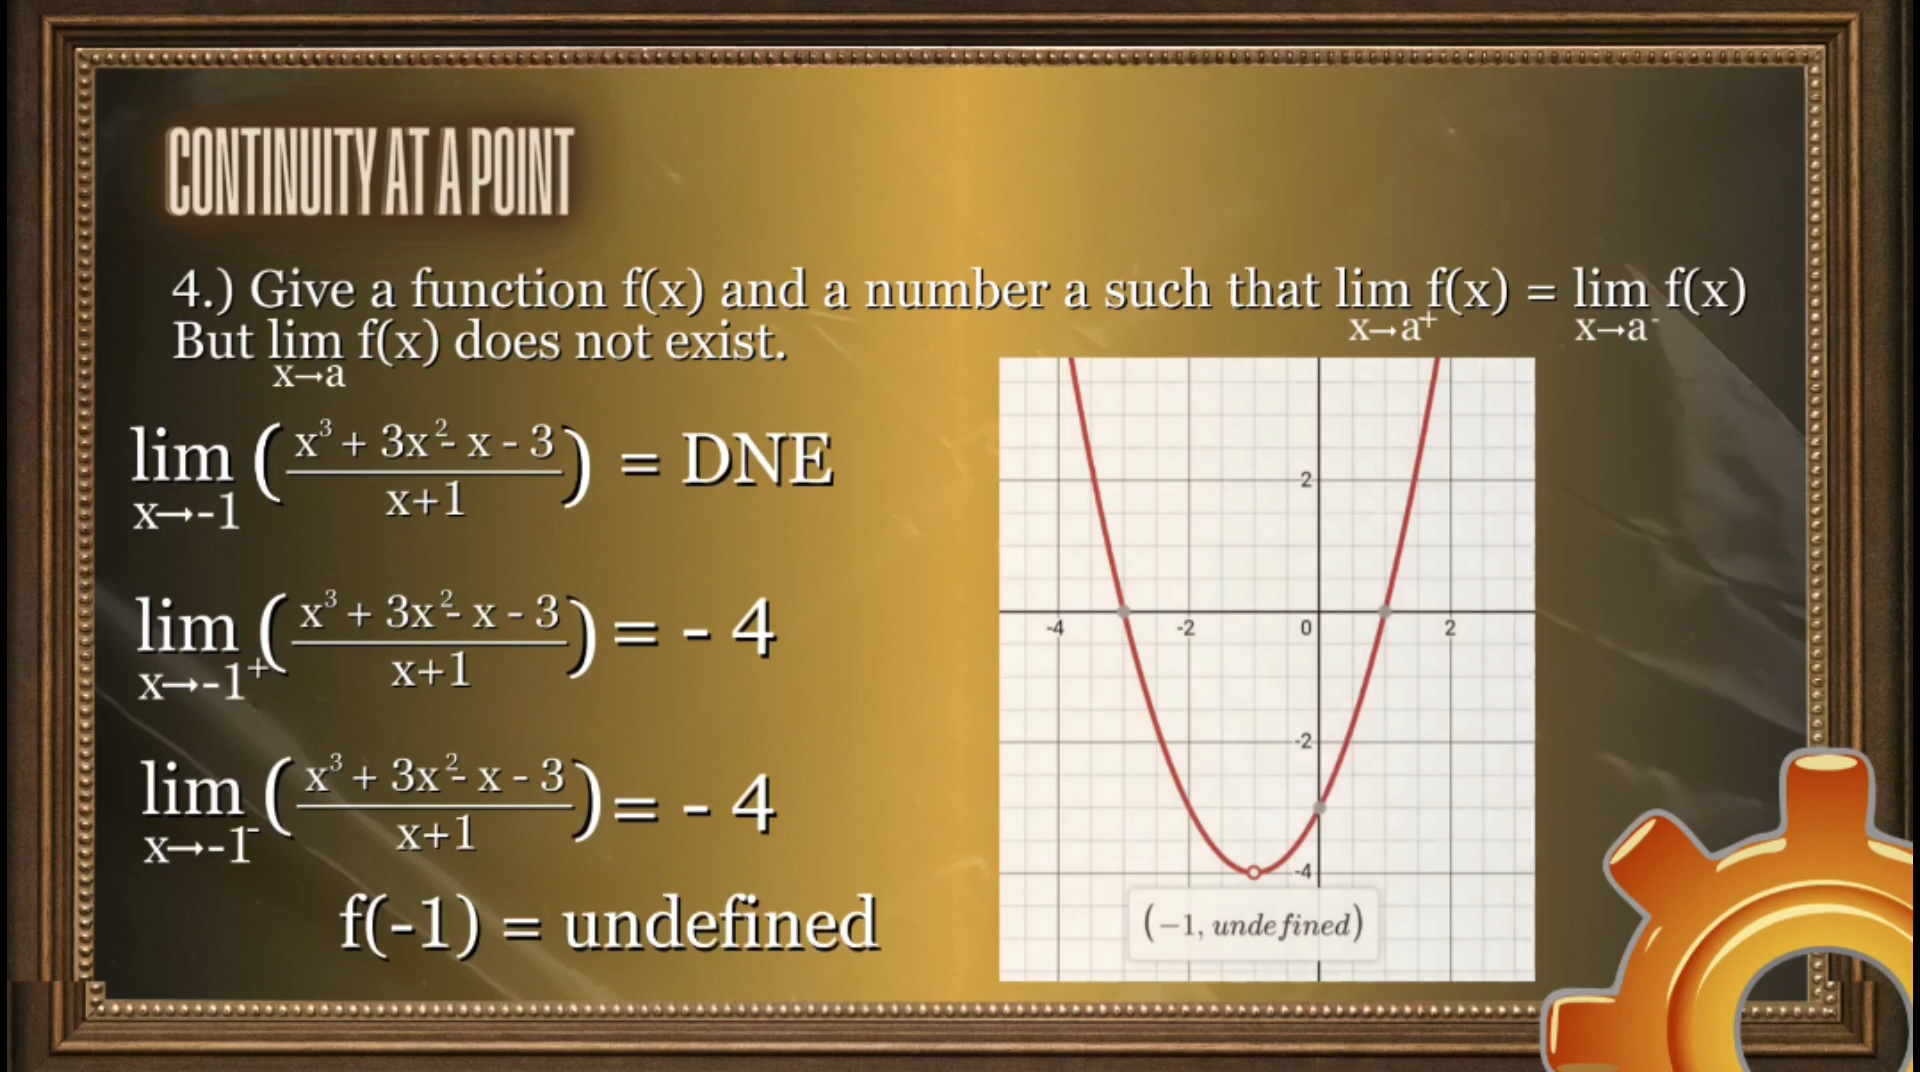 CONTINUITY AT A POINT
4.) Give a function f(x) and a number a such that lim f(x) = lim f(x)
x→a⁺ x→a⁻
But lim f(x) does not exist.
x→a
lim (x³ + 3x² - x - 3) = DNE
x→-1 x+1
lim (x³ + 3x² - x - 3) = - 4
x→-1⁺ x+1
lim (x³ + 3x² - x - 3) = - 4
x→-1⁻ x+1
f(-1) = undefined
2
-4 -2 0 2
-2
-4
(−1, undefined)